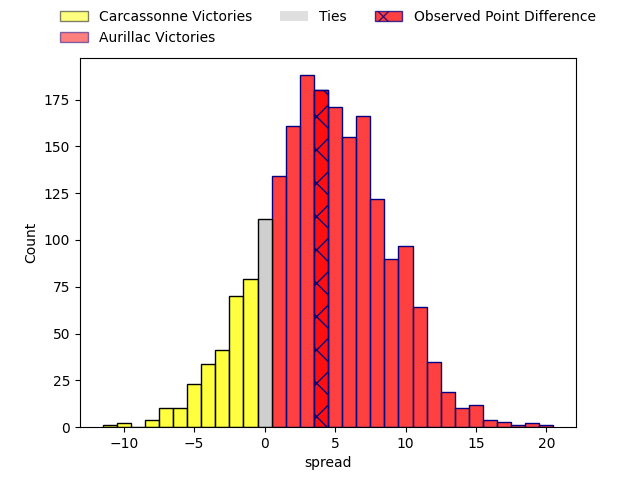 Carcassonne Victories
Aurillac Victories
Ties
Observed Point Difference
175
150
125
100
75
50
25
0
Count
−10
−5
0
5
10
15
20
spread